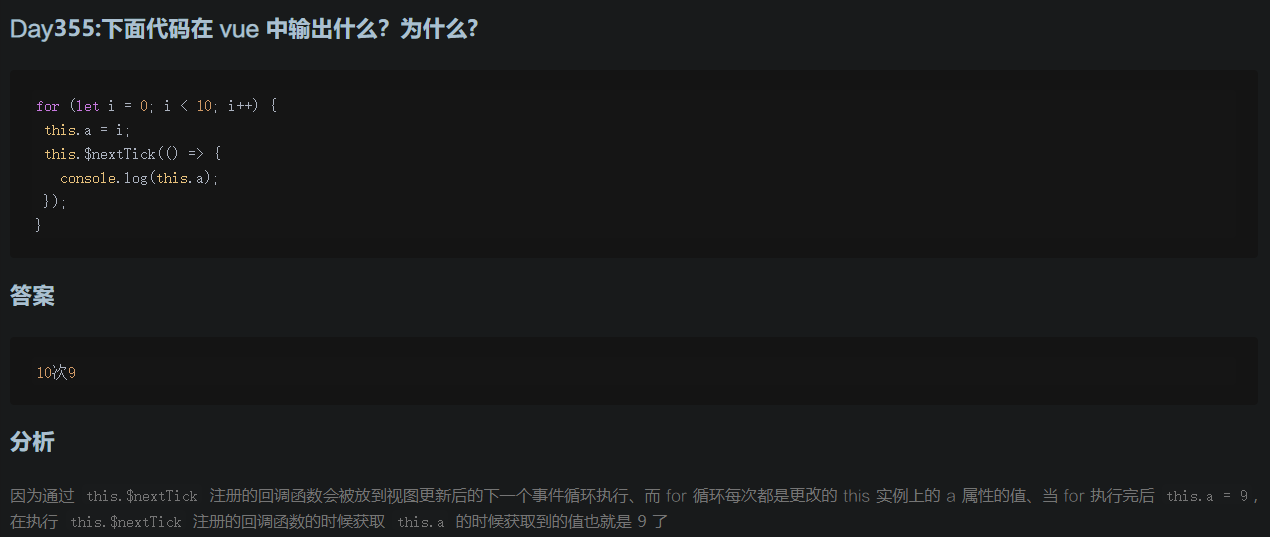 Day355:下面代码在 vue 中输出什么？为什么?
for (let i = 0; i < 10; i++) {
this.a = i;
this.$nextTick(() => {
console.log(this.a);
});
}
答案
10次9
分析
因为通过 this.$nextTick 注册的回调函数会被放到视图更新后的下一个事件循环执行、而 for 循环每次都是更改的 this 实例上的 a 属性的值、当 for 执行完后 this.a = 9 ,
在执行 this.$nextTick 注册的回调函数的时候获取 this.a 的时候获取到的值也就是 9 了